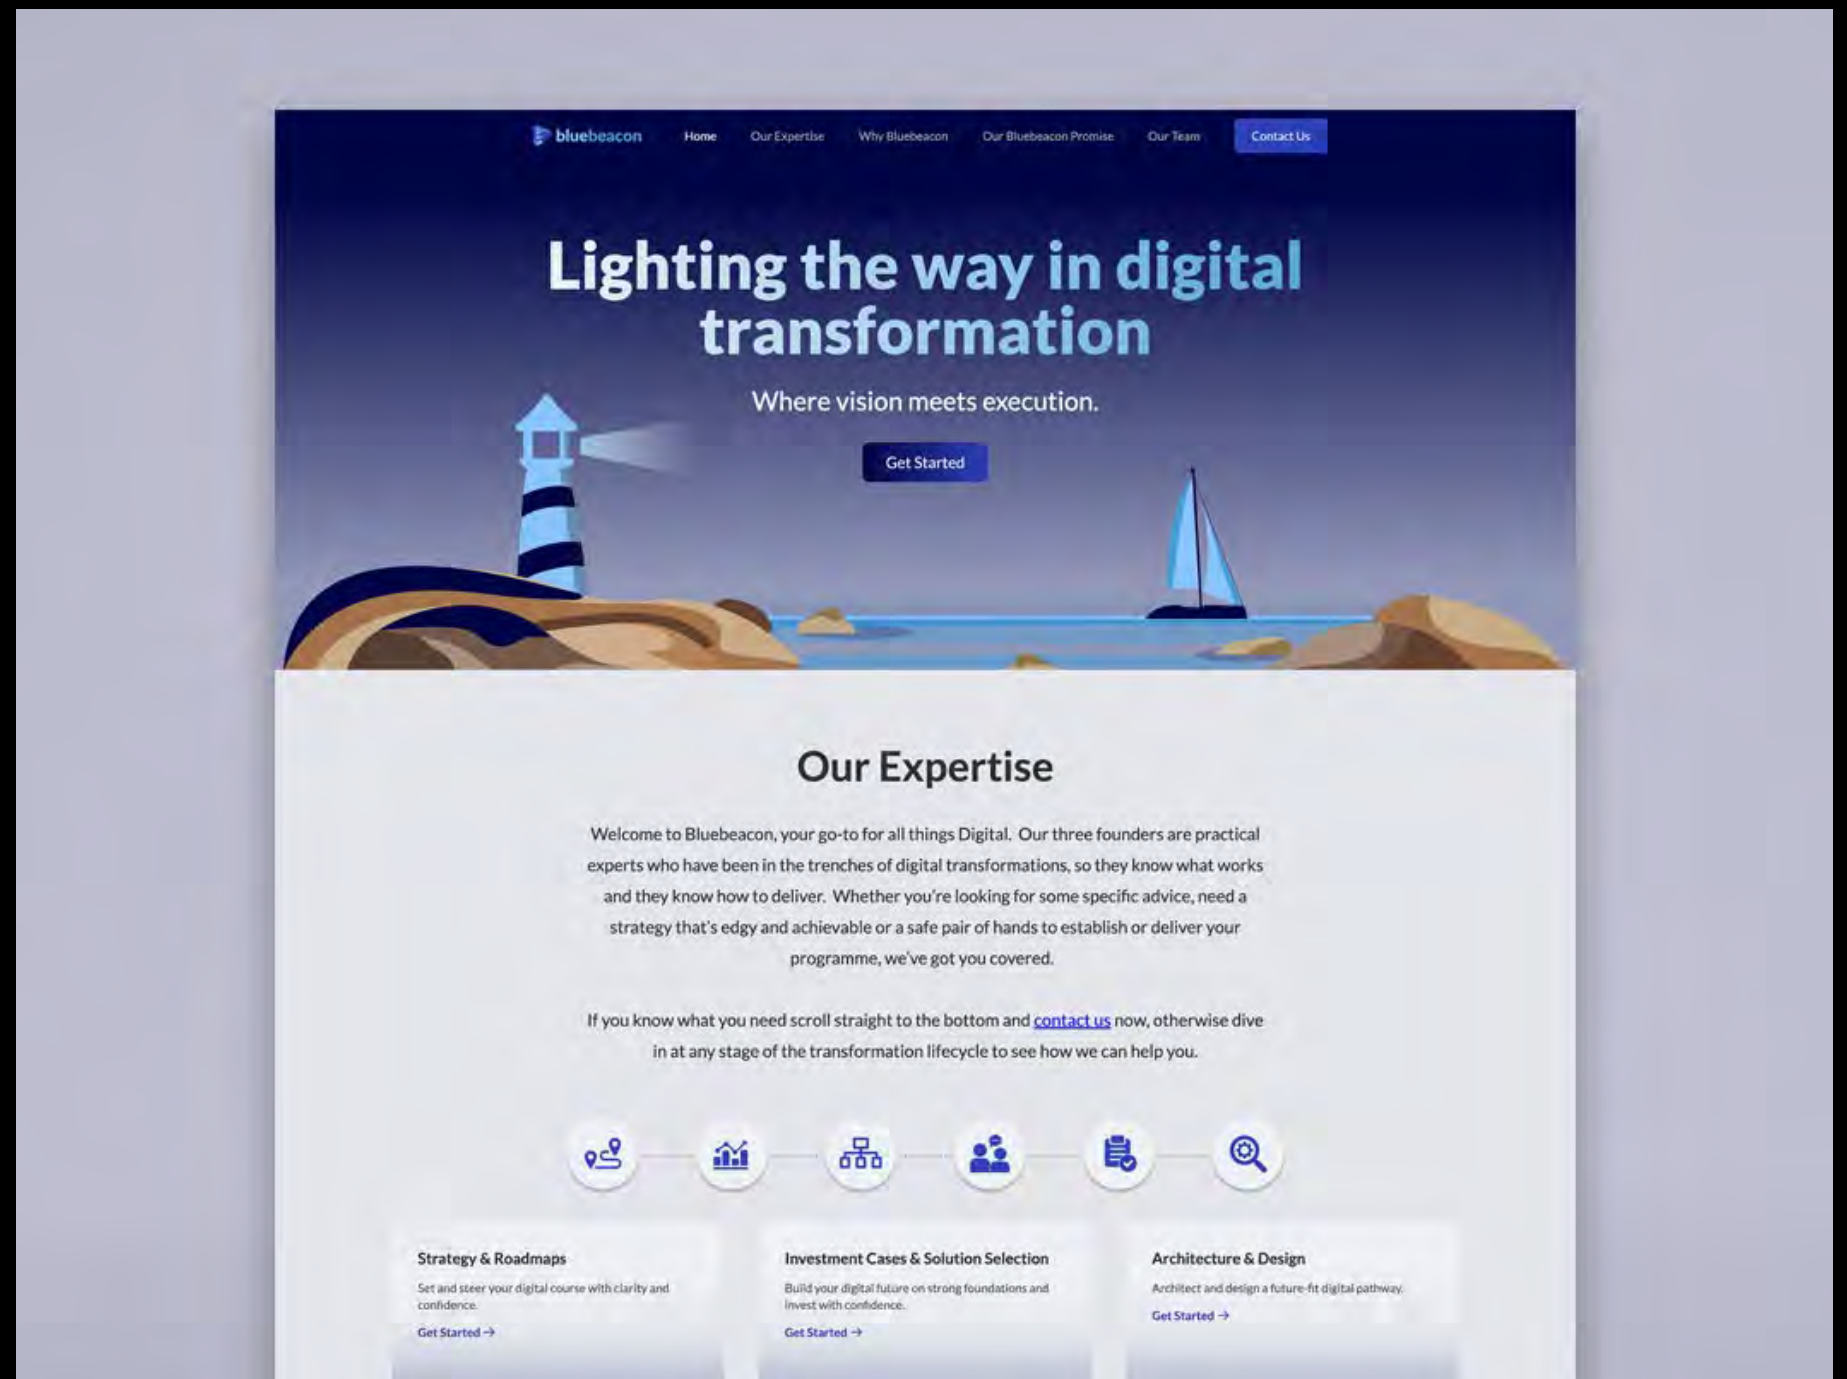 bluebeacon
Home
Our Expertise
Why Bluebeacon
Our Bluebeacon Promise
Our Team
Contact Us
Lighting the way in digital
transformation
Where vision meets execution.
Get Started
Our Expertise
Welcome to Bluebeacon, your go-to for all things Digital.  Our three founders are practical
experts who have been in the trenches of digital transformations, so they know what works
and they know how to deliver.  Whether you're looking for some specific advice, need a
strategy that's edgy and achievable or a safe pair of hands to establish or deliver your
programme, we've got you covered.
If you know what you need scroll straight to the bottom and contact us now, otherwise dive
in at any stage of the transformation lifecycle to see how we can help you.
Strategy & Roadmaps
Set and steer your digital course with clarity and
confidence.
Get Started →
Investment Cases & Solution Selection
Build your digital future on strong foundations and
invest with confidence.
Get Started →
Architecture & Design
Architect and design a future-fit digital pathway.
Get Started →